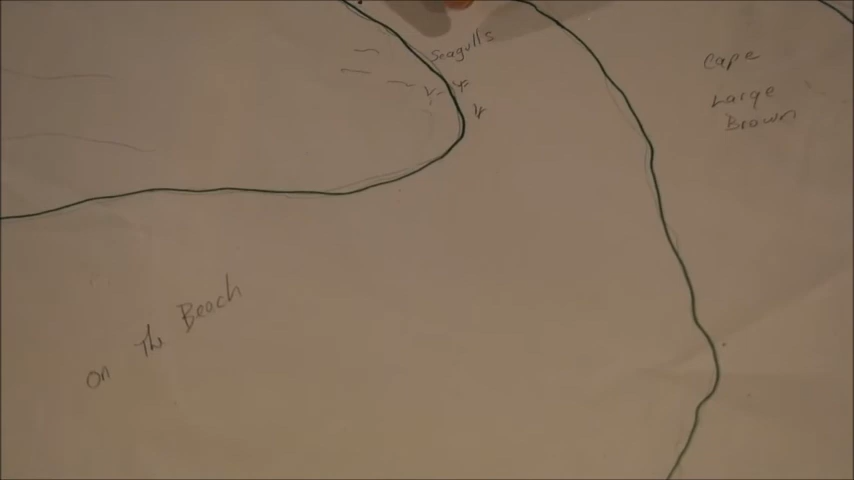 Seagulls
Cape
Large
Brown
On The Beach